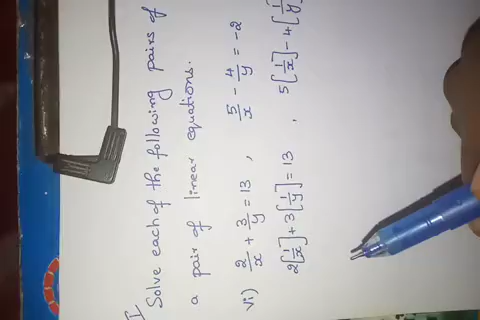 I
Solve each of the following pairs of
a pair of linear equations.
vi) 2/x + 3/y = 13 , 5/x - 4/y = -2
2[1/x] + 3[1/y] = 13 , 5[1/x] - 4[1/y]